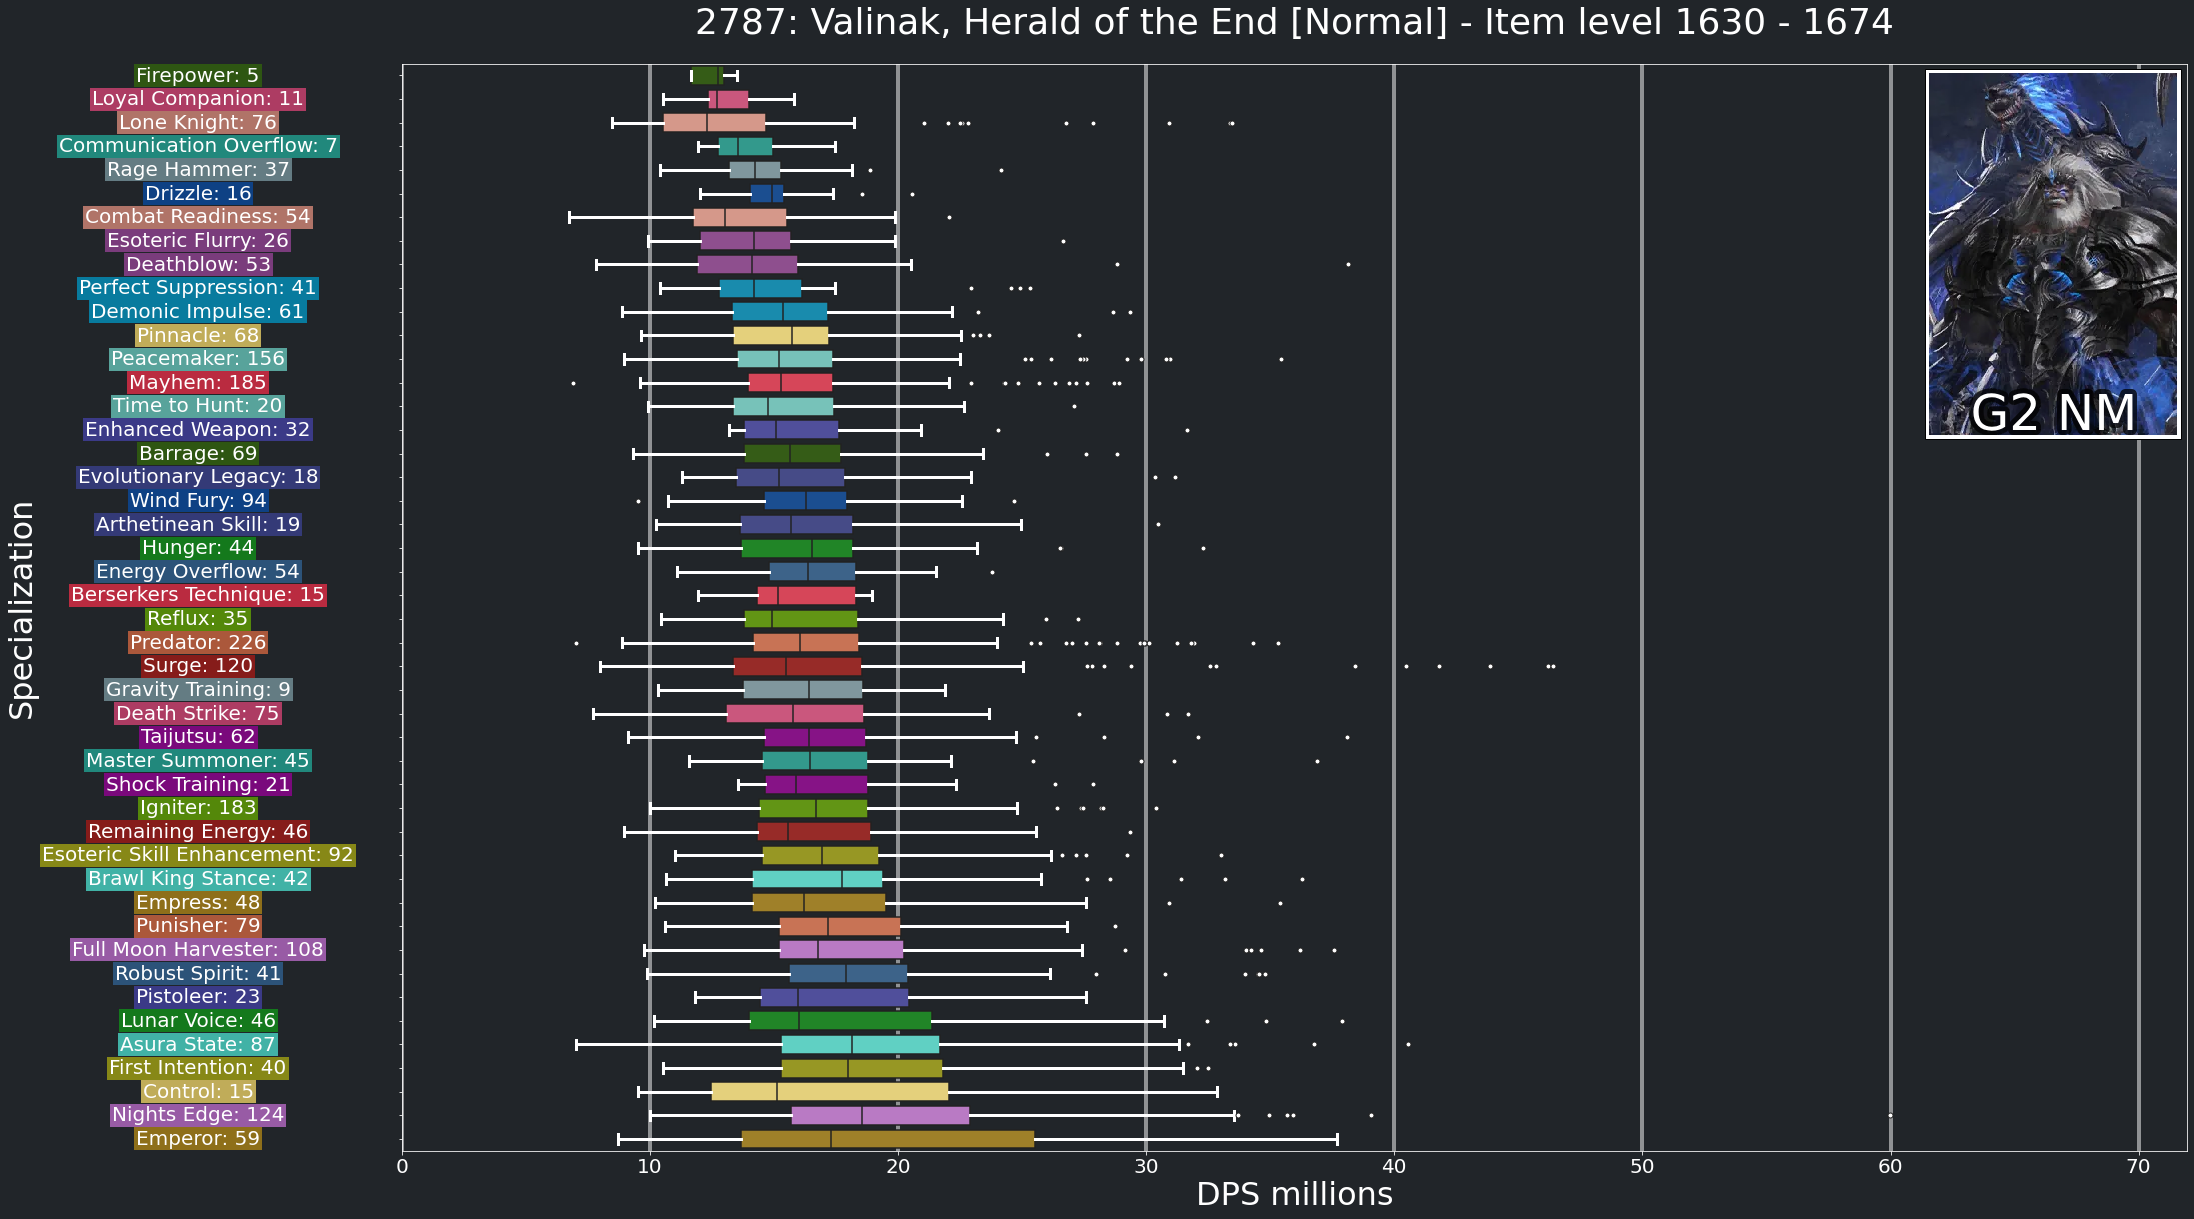 2787: Valinak, Herald of the End [Normal] - Item level 1630 - 1674
Firepower: 5
Loyal Companion: 11
Lone Knight: 76
Communication Overflow: 7
Rage Hammer: 37
Drizzle: 16
Combat Readiness: 54
Esoteric Flurry: 26
Deathblow: 53
Perfect Suppression: 41
Demonic Impulse: 61
Pinnacle: 68
Peacemaker: 156
Mayhem: 185
Time to Hunt: 20
Enhanced Weapon: 32
Barrage: 69
Evolutionary Legacy: 18
Wind Fury: 94
Arthetinean Skill: 19
Hunger: 44
Energy Overflow: 54
Berserkers Technique: 15
Reflux: 35
Predator: 226
Surge: 120
Gravity Training: 9
Death Strike: 75
Taijutsu: 62
Master Summoner: 45
Shock Training: 21
Igniter: 183
Remaining Energy: 46
Esoteric Skill Enhancement: 92
Brawl King Stance: 42
Empress: 48
Punisher: 79
Full Moon Harvester: 108
Robust Spirit: 41
Pistoleer: 23
Lunar Voice: 46
Asura State: 87
First Intention: 40
Control: 15
Nights Edge: 124
Emperor: 59
Specialization
G2 NM
0 10 20 30 40 50 60 70
DPS millions